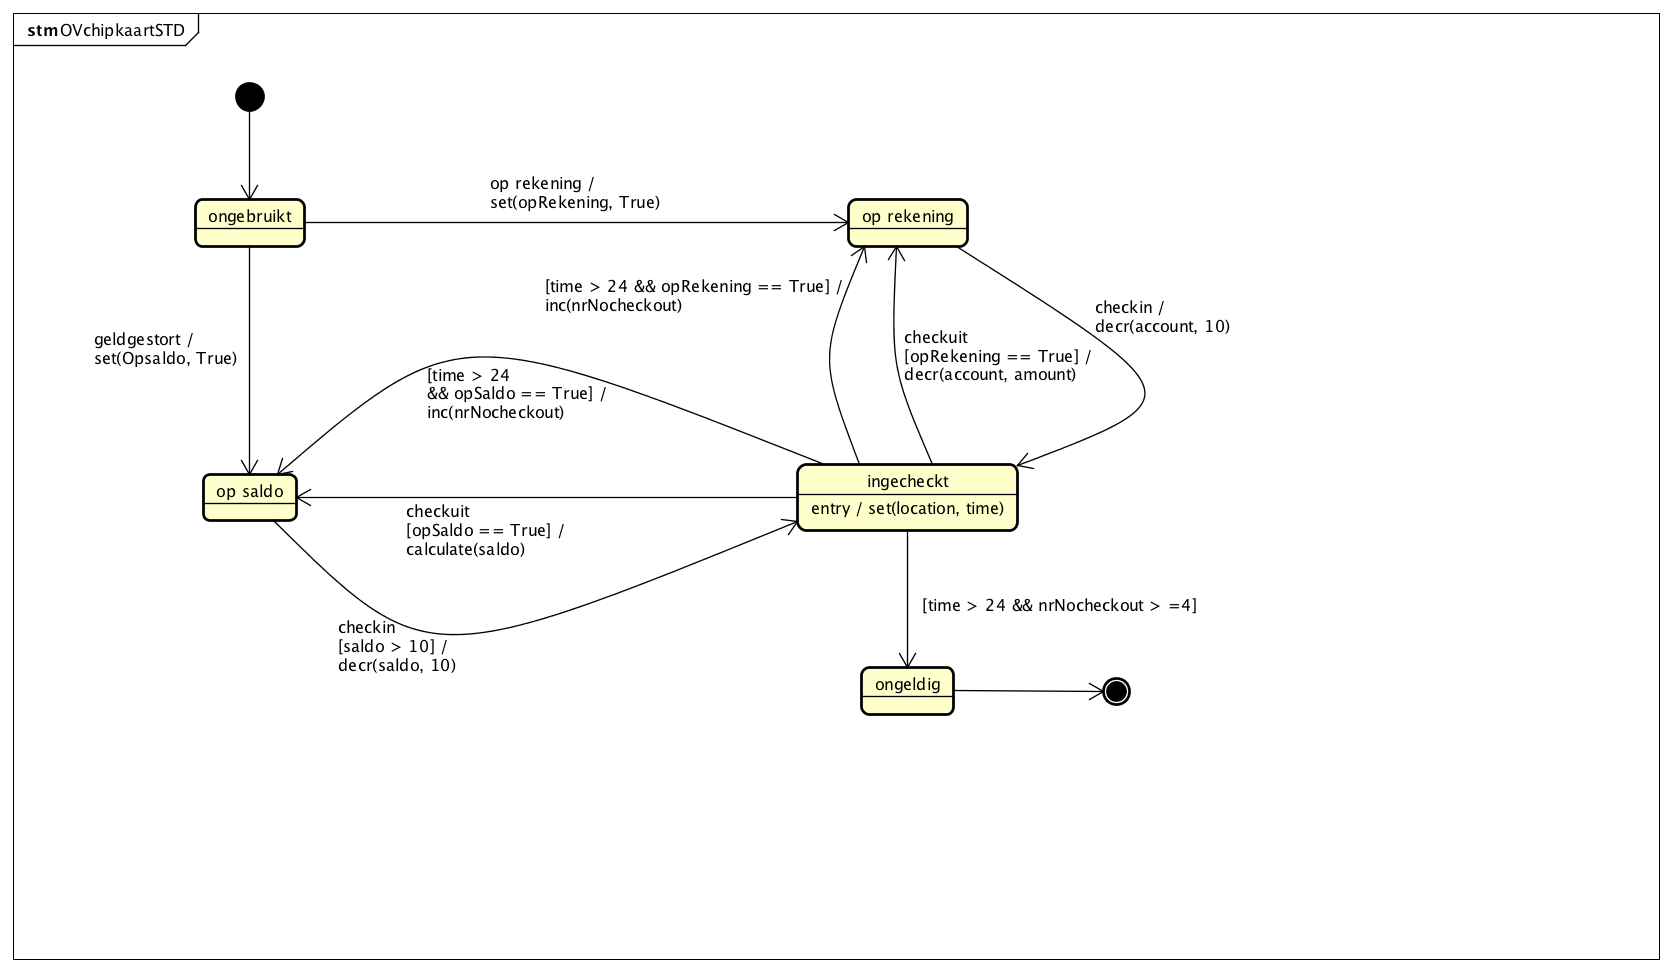 stm OVchipkaartSTD
op rekening /
set(opRekening, True)
ongebruikt
op rekening
[time > 24 && opRekening == True] /
inc(nrNocheckout)
checkin /
decr(account, 10)
geldgestort /
set(Opsaldo, True)
checkuit
[opRekening == True] /
decr(account, amount)
[time > 24
&& opSaldo == True] /
inc(nrNocheckout)
op saldo
ingecheckt
entry / set(location, time)
checkuit
[opSaldo == True] /
calculate(saldo)
[time > 24 && nrNocheckout > =4]
checkin
[saldo > 10] /
decr(saldo, 10)
ongeldig